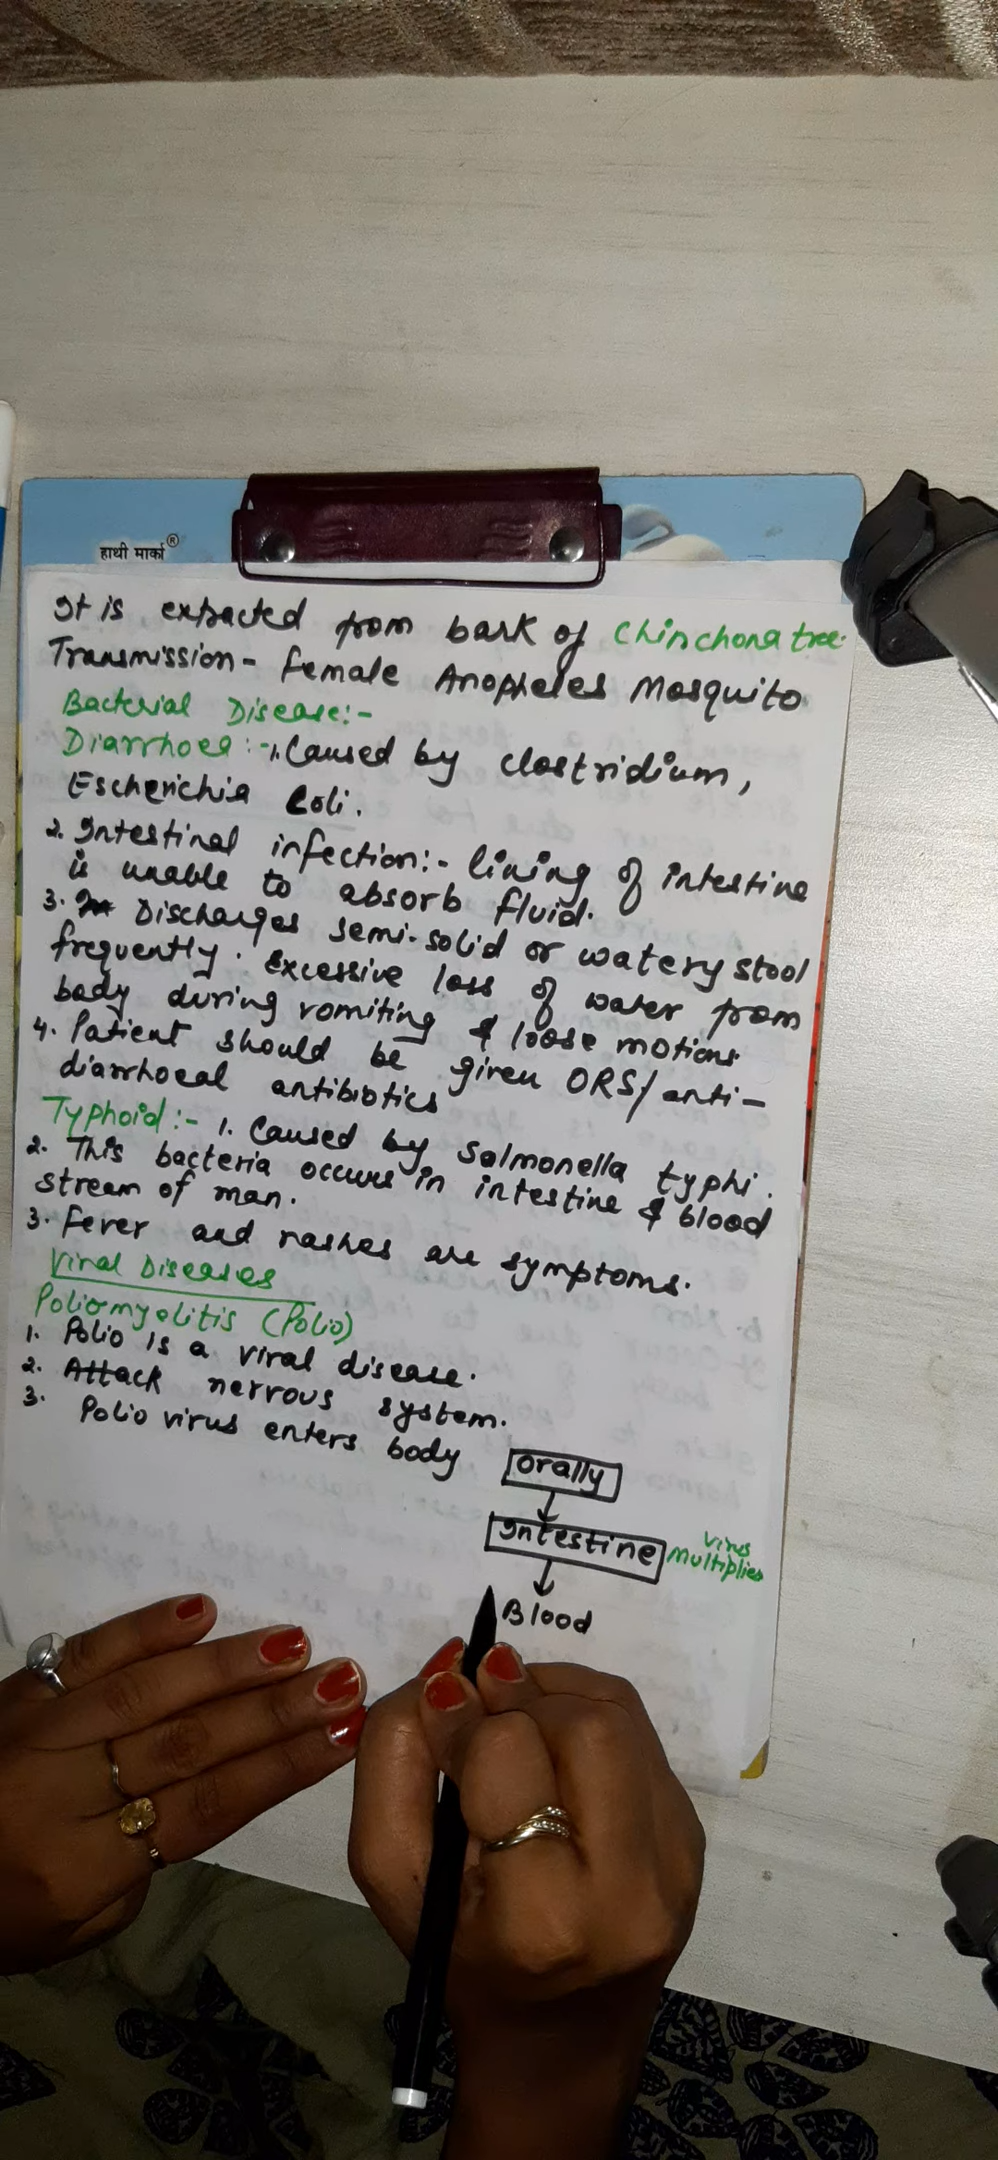 हाथी मार्का®
It is extracted from bark of Chinchona tree.
Transmission - Female Anopheles Mosquito
Bacterial Disease:-
Diarrhoea:- 1. Caused by Clostridium,
Escherichia Coli.
2. Intestinal infection:- lining of intestine
is unable to absorb fluid.
3. Discharges semi-solid or watery stool
frequently. Excessive loss of water from
body during vomiting & loose motions
4. Patient should be given ORS/anti-
diarrhoeal antibiotics
Typhoid:- 1. Caused by Salmonella typhi.
2. This bacteria occurs in intestine & blood
stream of man.
3. Fever and rashes are symptoms.
Viral Diseases
Poliomyelitis (Polio)
1. Polio is a viral disease.
2. Attack nervous system.
3. Polio virus enters body
Orally
Intestine virus multiplies
Blood